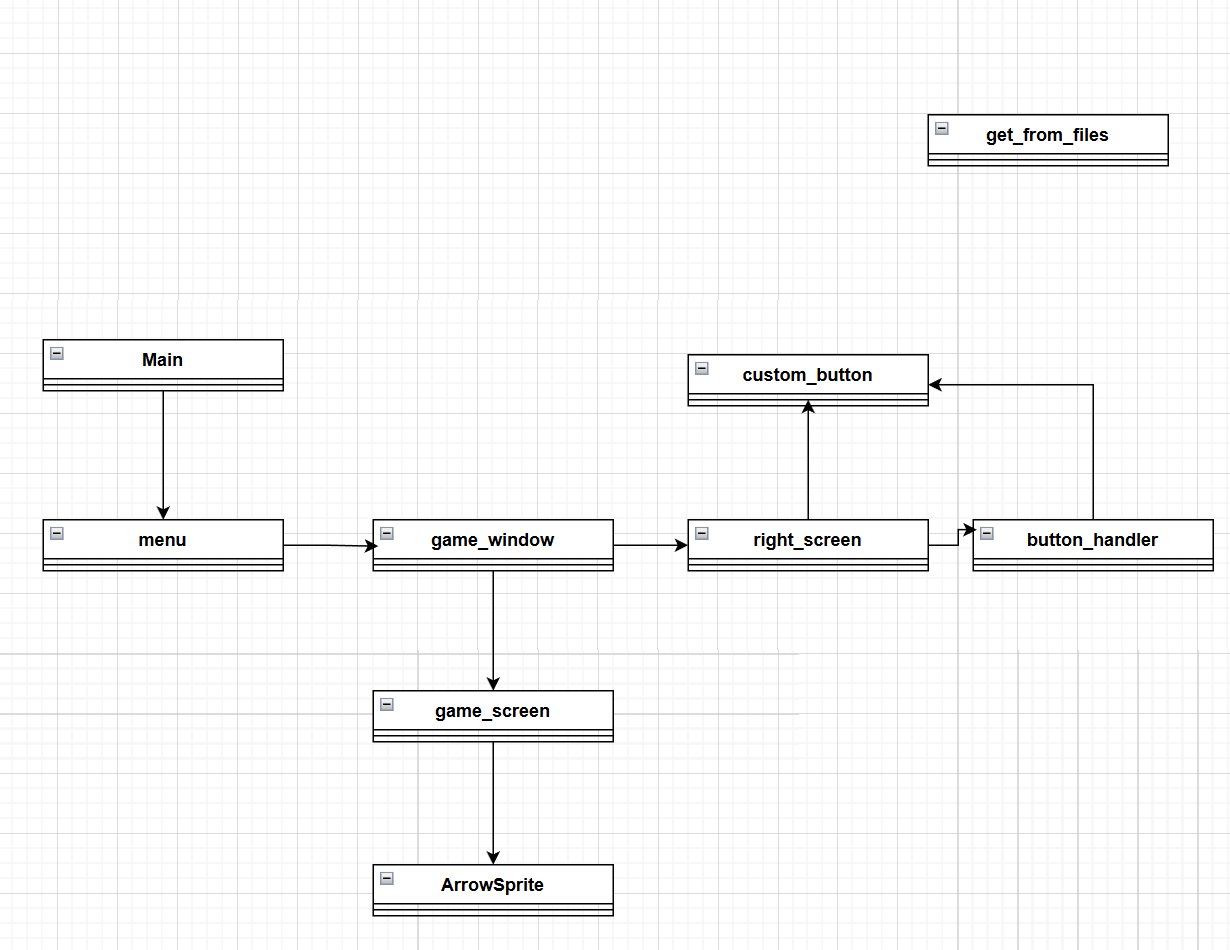 get_from_files
Main
custom_button
menu
game_window
right_screen
button_handler
game_screen
ArrowSprite